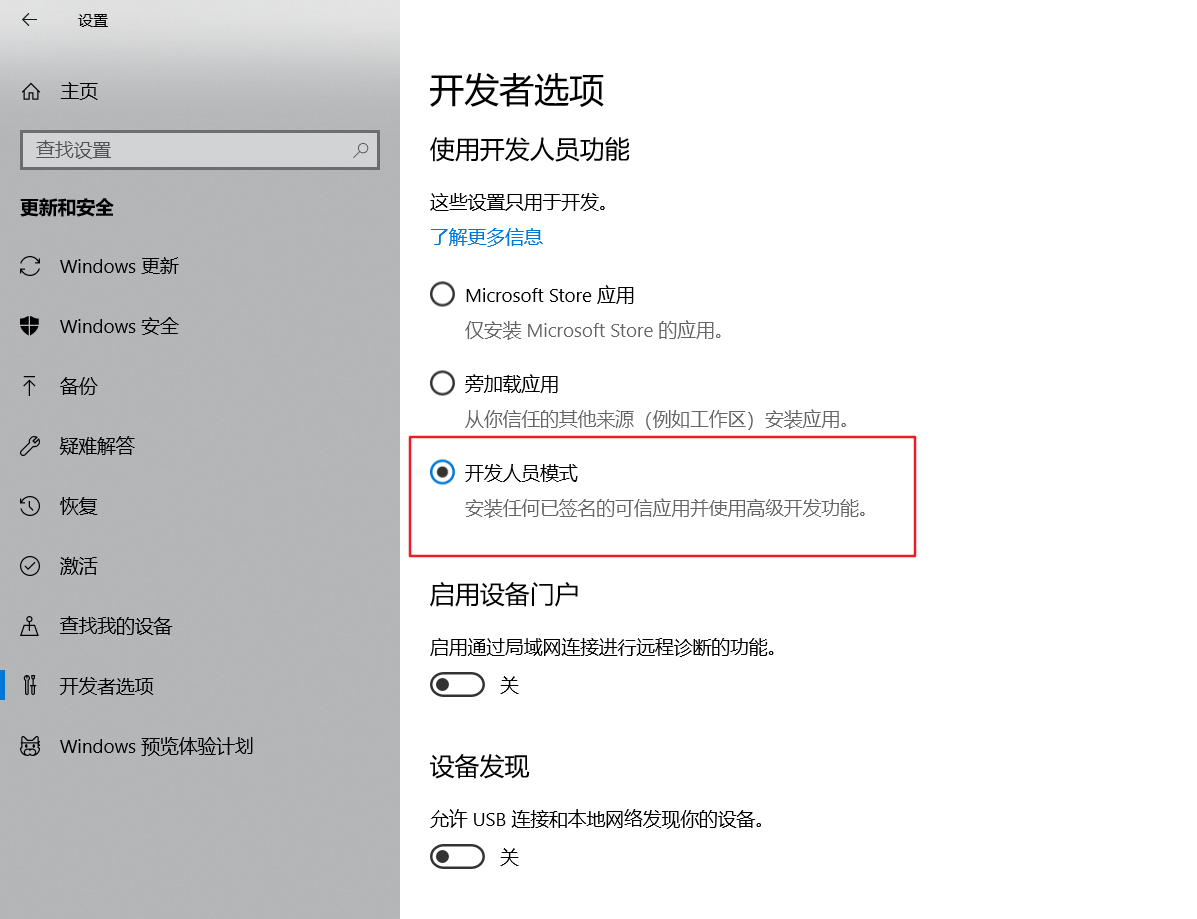 设置
主页
查找设置
更新和安全
Windows 更新
Windows 安全
备份
疑难解答
恢复
激活
查找我的设备
开发者选项
Windows 预览体验计划
开发者选项
使用开发人员功能
这些设置只用于开发。
了解更多信息
Microsoft Store 应用
仅安装 Microsoft Store 的应用。
旁加载应用
从你信任的其他来源（例如工作区）安装应用。
开发人员模式
安装任何已签名的可信应用并使用高级开发功能。
启用设备门户
启用通过局域网连接进行远程诊断的功能。
关
设备发现
允许 USB 连接和本地网络发现你的设备。
关